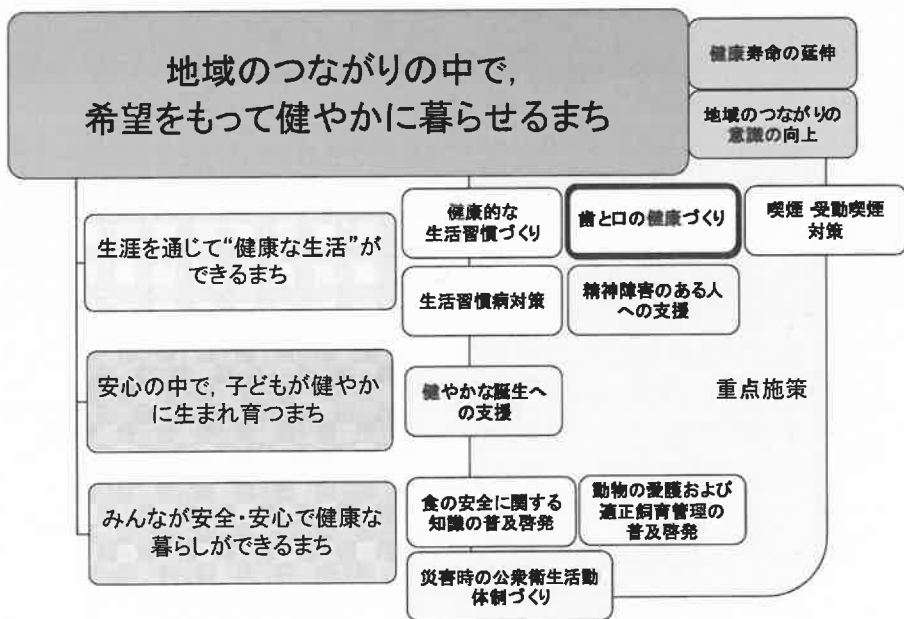 地域のつながりの中で,
希望をもって健やかに暮らせるまち
健康寿命の延伸
地域のつながりの
意識の向上
生涯を通じて“健康な生活”が
できるまち
健康的な
生活習慣づくり
歯と口の健康づくり
喫煙・受動喫煙
対策
生活習慣病対策
精神障害のある人
への支援
安心の中で,子どもが健やか
に生まれ育つまち
健やかな誕生へ
の支援
重点施策
みんなが安全・安心で健康な
暮らしができるまち
食の安全に関する
知識の普及啓発
動物の愛護および
適正飼育管理の
普及啓発
災害時の公衆衛生活動
体制づくり